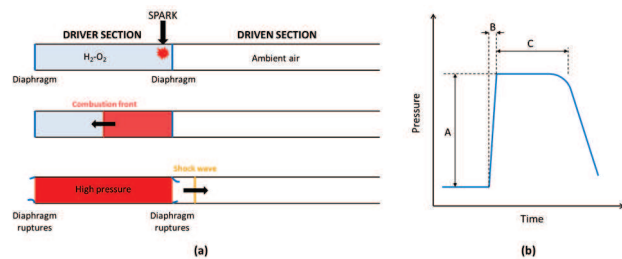 SPARK
DRIVER SECTION
DRIVEN SECTION
H₂-O₂
Ambient air
Diaphragm
Diaphragm
Combustion front
Shock wave
High pressure
Diaphragm
ruptures
Diaphragm
ruptures
(a)
B
C
A
Pressure
Time
(b)